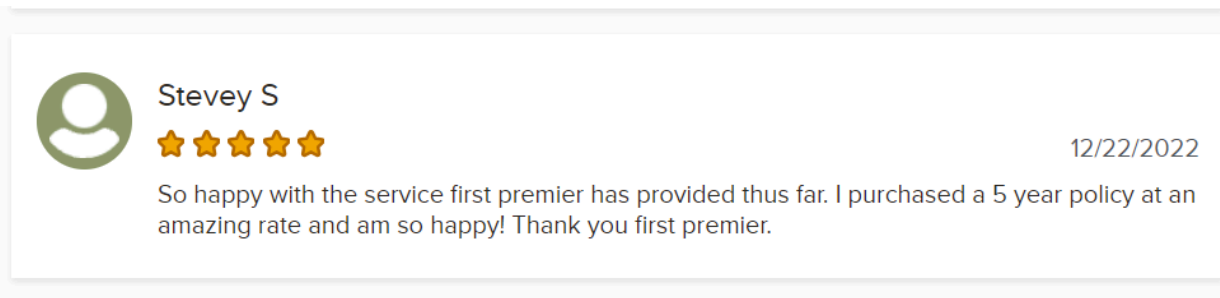 Stevey S
12/22/2022
So happy with the service first premier has provided thus far. I purchased a 5 year policy at an
amazing rate and am so happy! Thank you first premier.